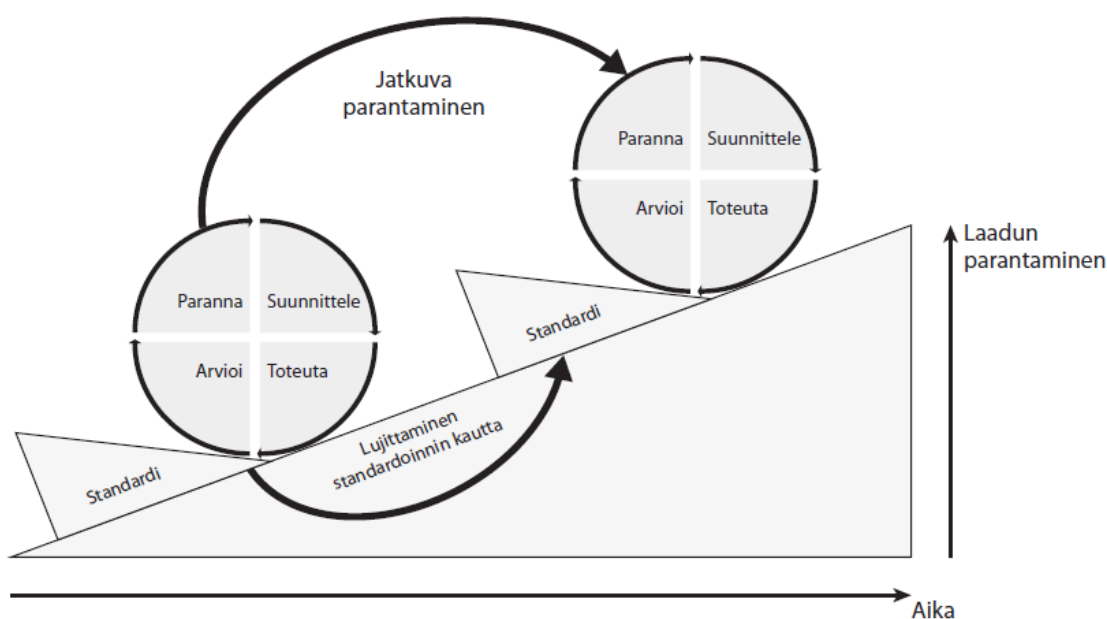 Jatkuva
parantaminen
Paranna
Suunnittele
Arvioi
Toteuta
Laadun
parantaminen
Paranna
Suunnittele
Arvioi
Toteuta
Standardi
Lujittaminen
standardoinnin kautta
Standardi
Aika